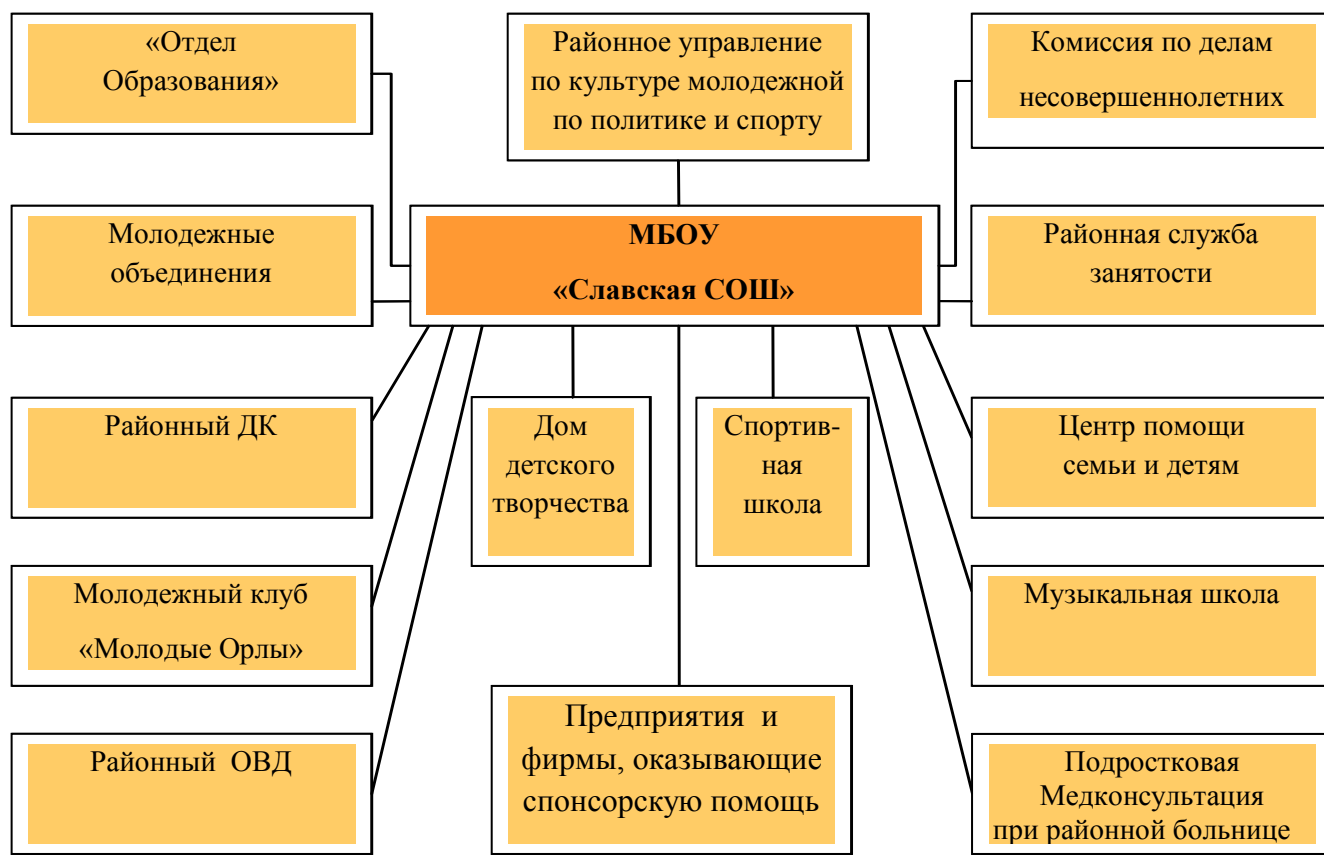 «Отдел
Образования»
Районное управление
по культуре молодежной
по политике и спорту
Комиссия по делам
несовершеннолетних
Молодежные
объединения
МБОУ
«Славская СОШ»
Районная служба
занятости
Районный ДК
Дом
детского
творчества
Спортив-
ная
школа
Центр помощи
семьи и детям
Молодежный клуб
«Молодые Орлы»
Музыкальная школа
Районный ОВД
Предприятия и
фирмы, оказывающие
спонсорскую помощь
Подростковая
Медконсультация
при районной больнице